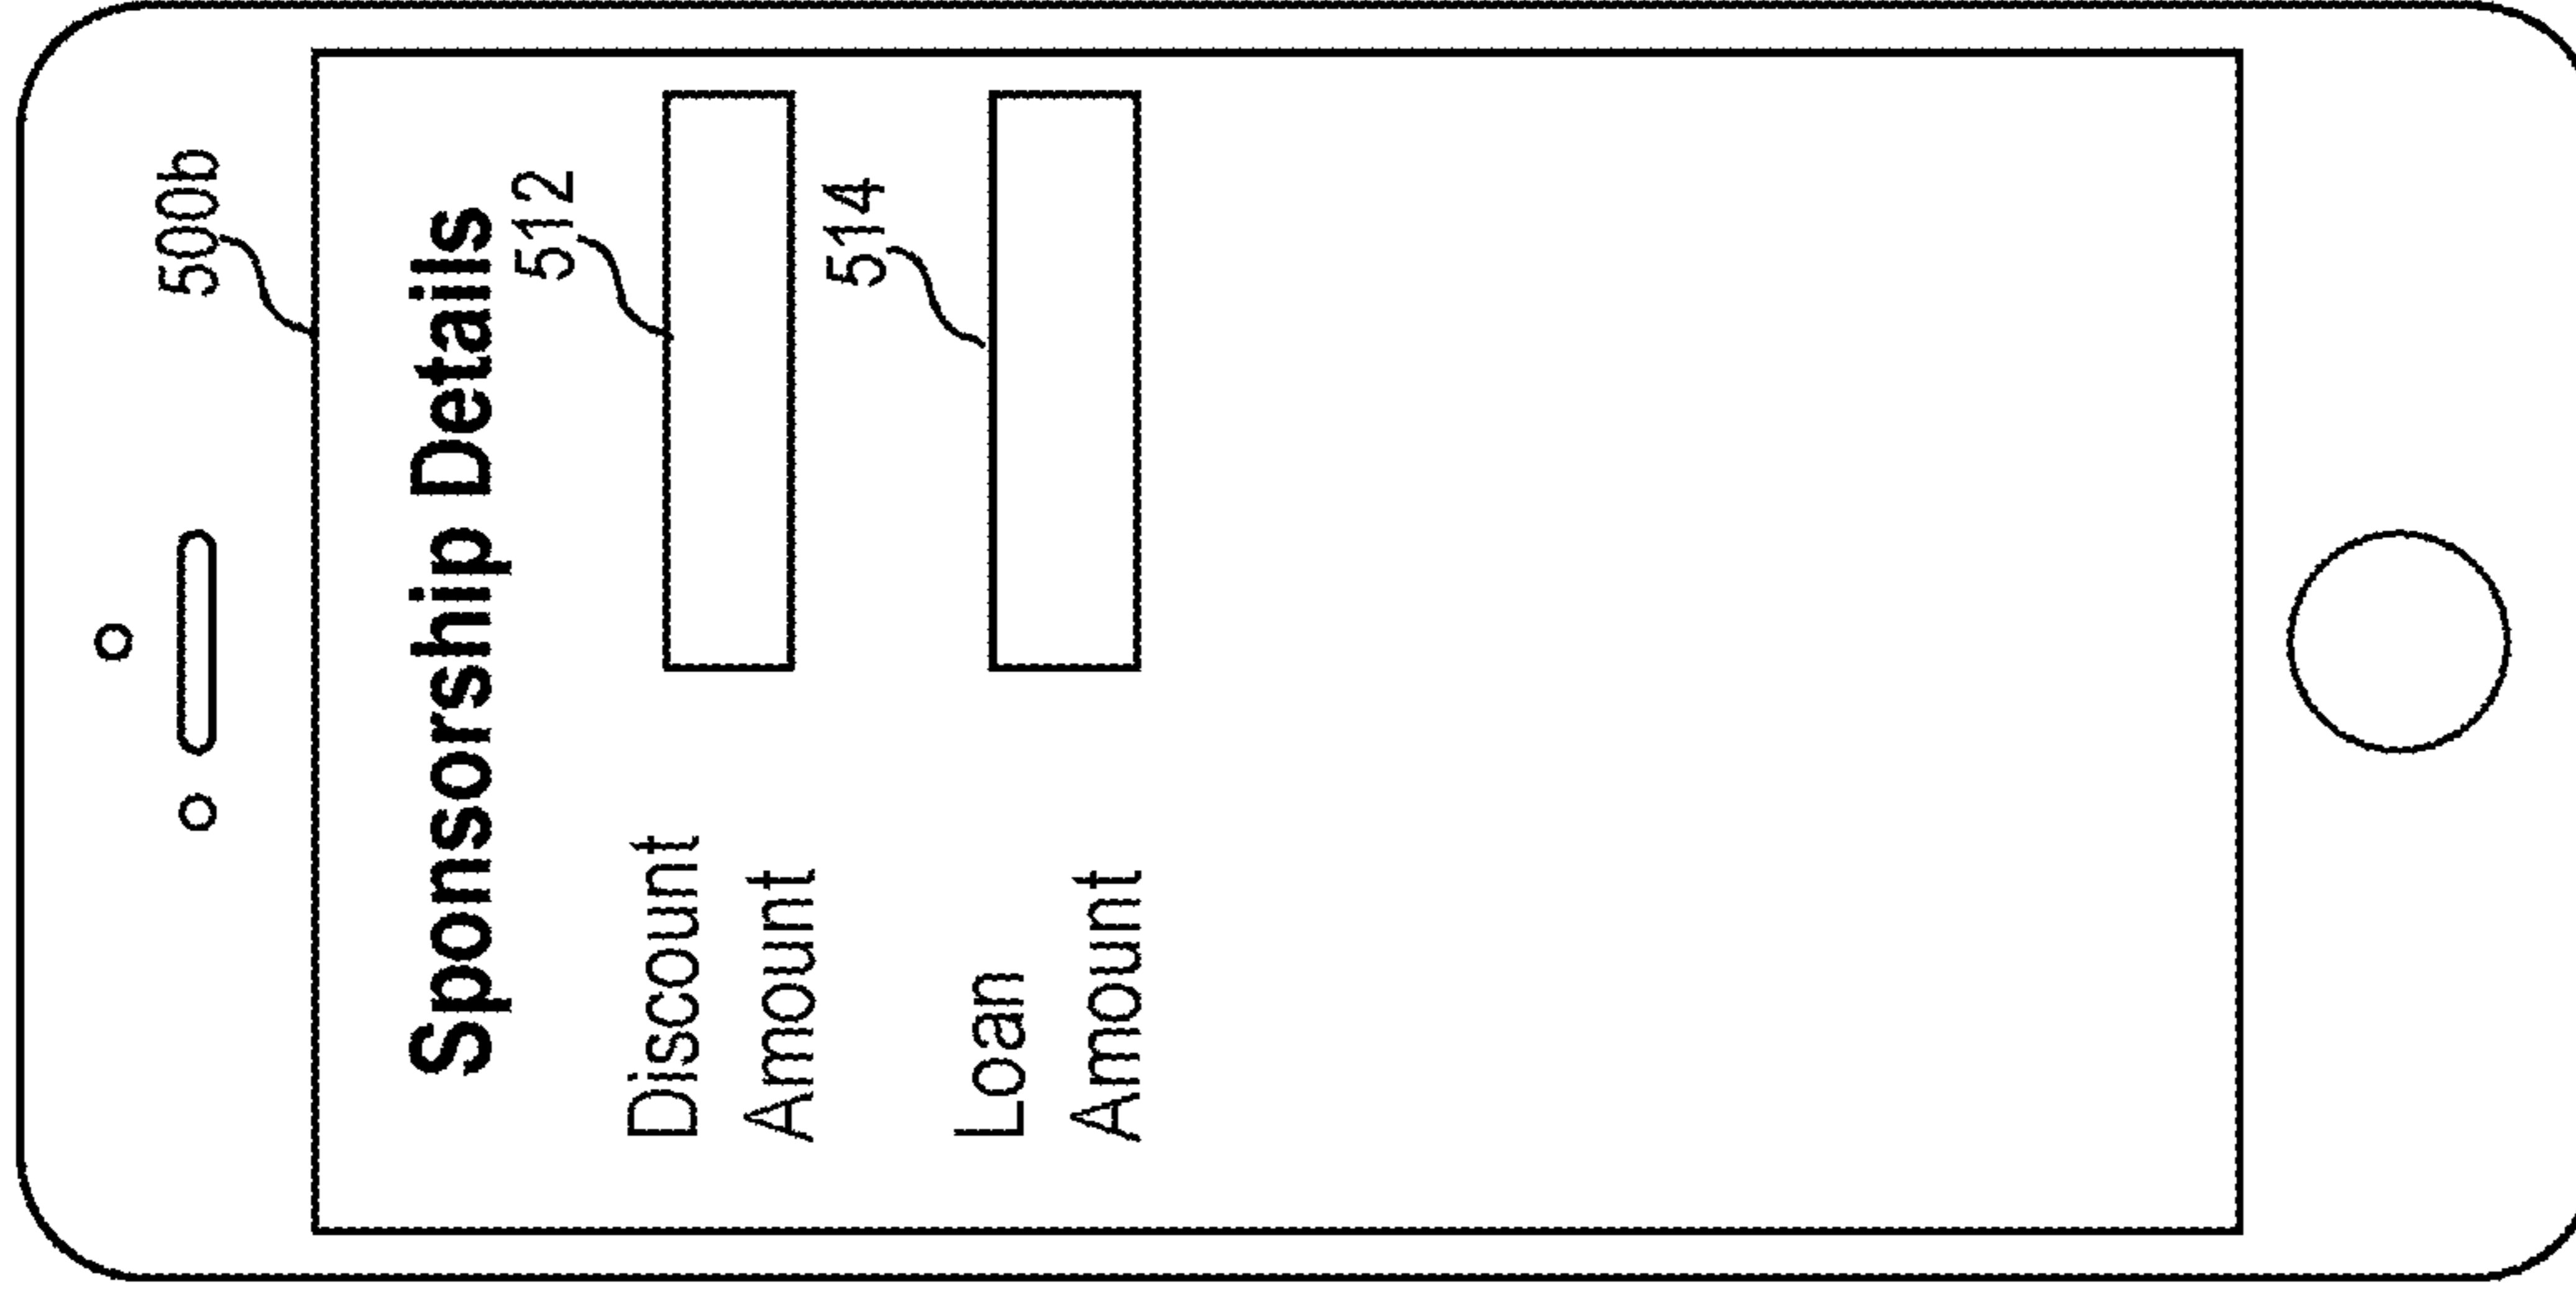 500b
Sponsorship Details
512
Discount
Amount
514
Loan
Amount